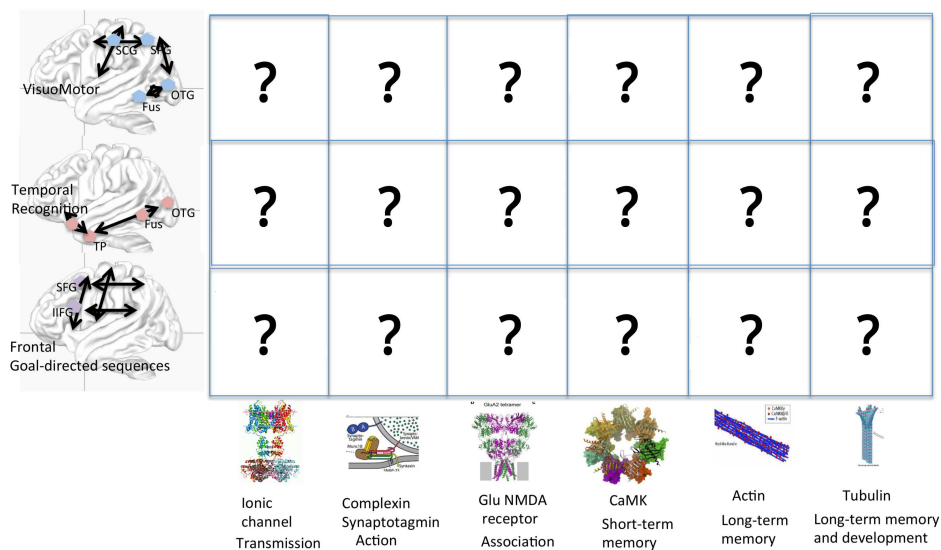 SCG SPG
VisuoMotor
OTG
Fus
? ? ? ? ? ?
Temporal
Recognition
OTG
Fus
TP
? ? ? ? ? ?
SFG
IIFG
Frontal
Goal-directed sequences
? ? ? ? ? ?
GluA2 tetramer
Ionic
channel
Transmission
Complexin
Synaptotagmin
Action
Glu NMDA
receptor
Association
CaMK
Short-term
memory
Actin
Long-term
memory
Tubulin
Long-term memory
and development